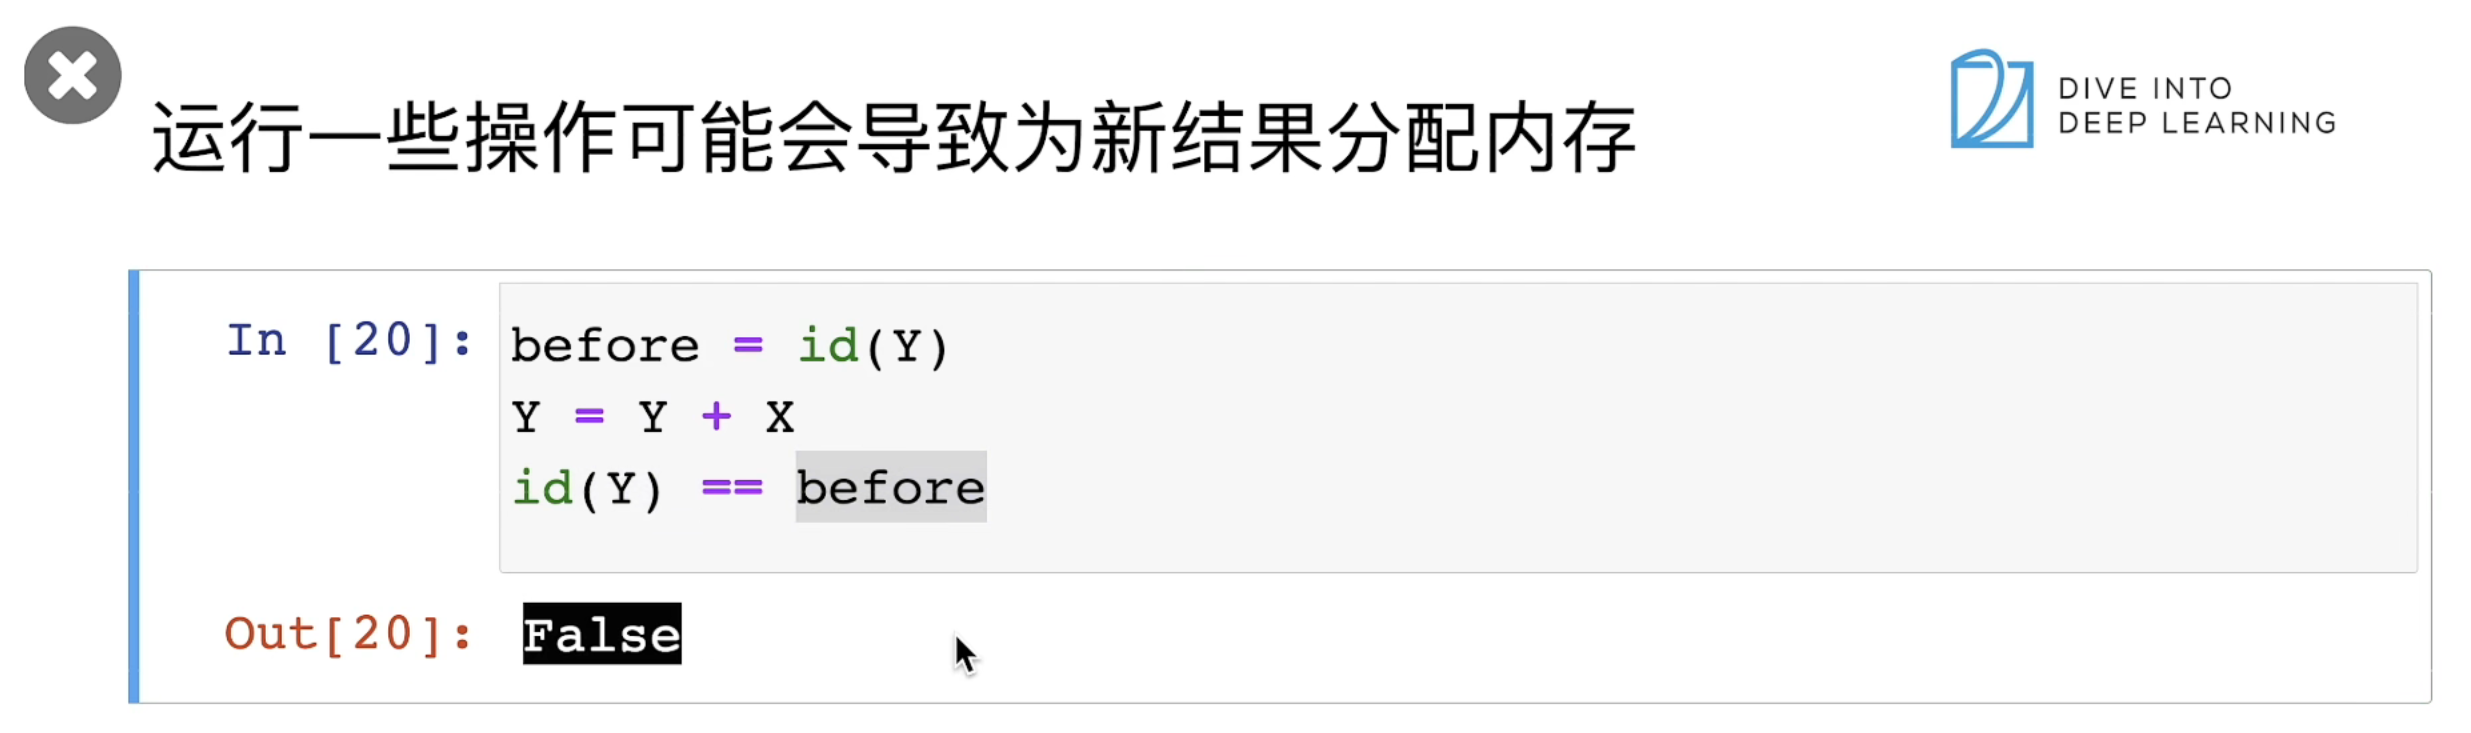 运行一些操作可能会导致为新结果分配内存
DIVE INTO
DEEP LEARNING
In [20]:
before = id(Y)
Y = Y + X
id(Y) == before
Out[20]: False